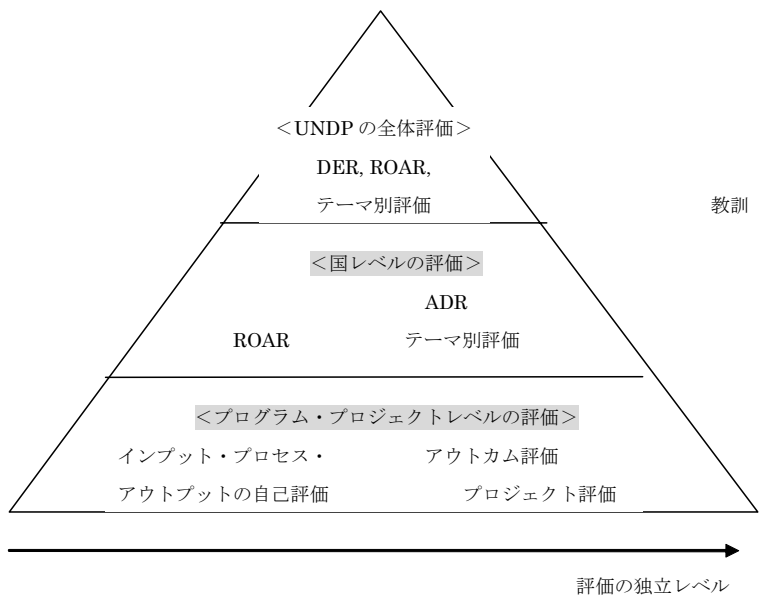 ＜UNDP の全体評価＞
DER, ROAR,
テーマ別評価
教訓
＜国レベルの評価＞
ADR
ROAR テーマ別評価
＜プログラム・プロジェクトレベルの評価＞
インプット・プロセス・ アウトカム評価
アウトプットの自己評価 プロジェクト評価
評価の独立レベル